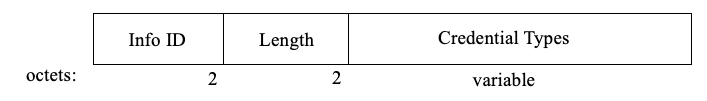 Info ID Length Credential Types
octets: 2 2 variable